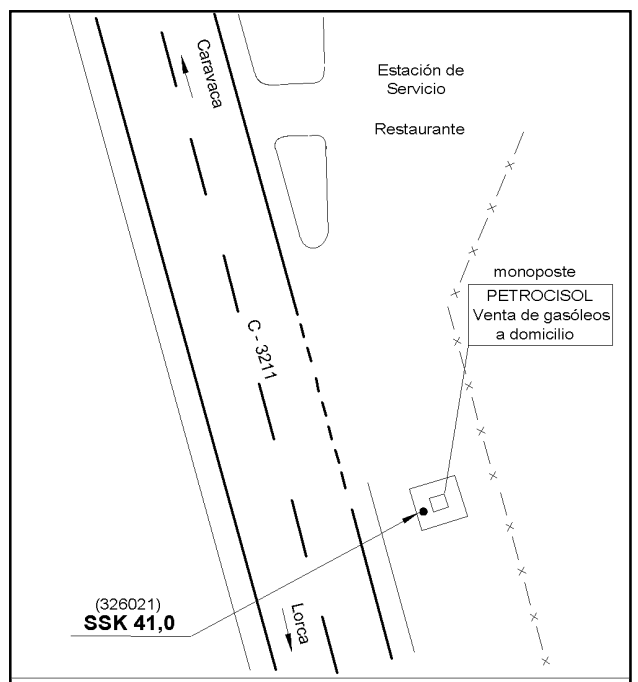 Caravaca
Estación de
Servicio
Restaurante
monoposte
PETROCISOL
Venta de gasóleos
a domicilio
C - 3211
(326021)
SSK 41,0
Lorca